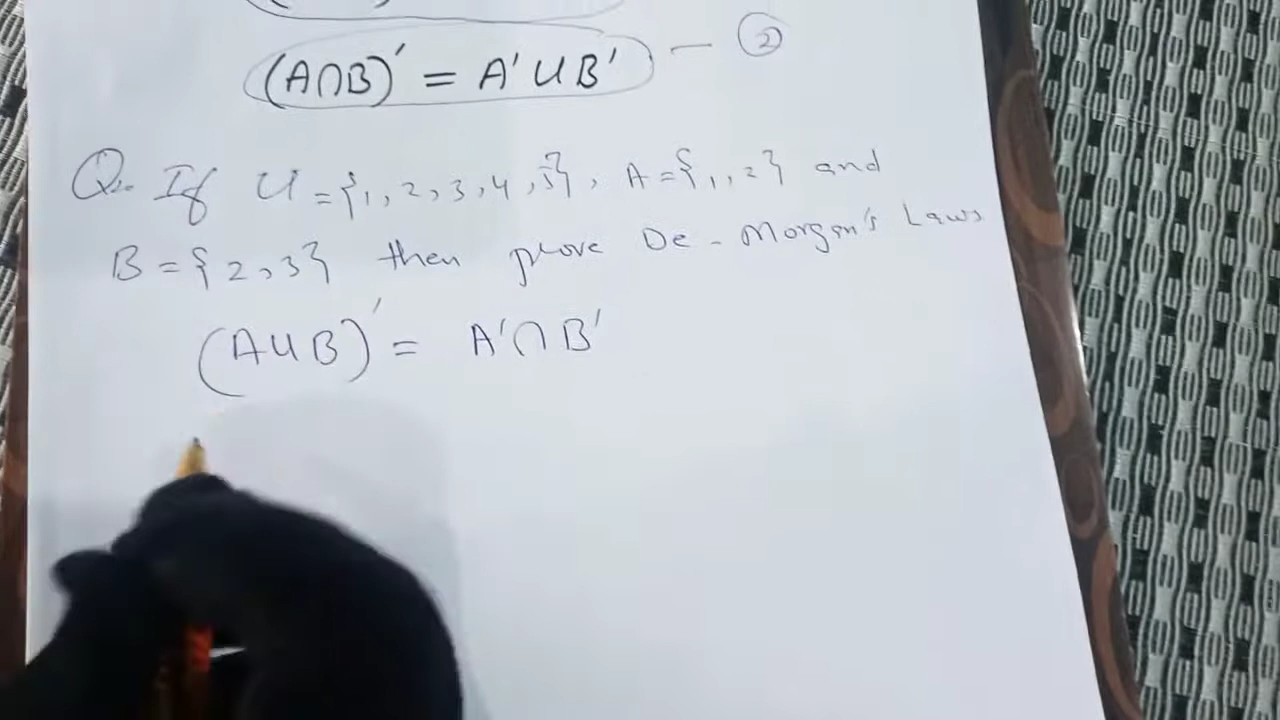 (A∩B)' = A'∪B' — ②
Q. If U={1,2,3,4,5}, A={1,2} and
B={2,3} then prove De-Morgan's Laws
(A∪B)' = A'∩B'